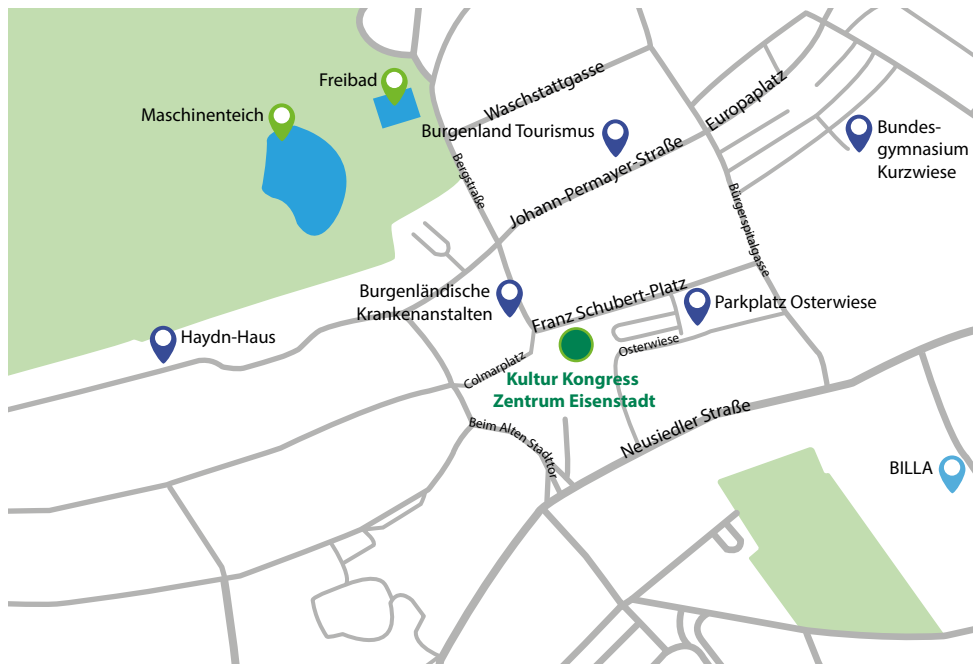 Freibad
Maschinenteich
Waschstattgasse
Europaplatz
Burgenland Tourismus
Bundes-
gymnasium
Kurzwiese
Johann-Permayer-Straße
Bergstraße
Bürgerspitalgasse
Burgenländische
Krankenanstalten
Franz Schubert-Platz
Parkplatz Osterwiese
Haydn-Haus
Osterwiese
Colmarplatz
Kultur Kongress
Zentrum Eisenstadt
Beim Alten Stadttor
Neusiedler Straße
BILLA